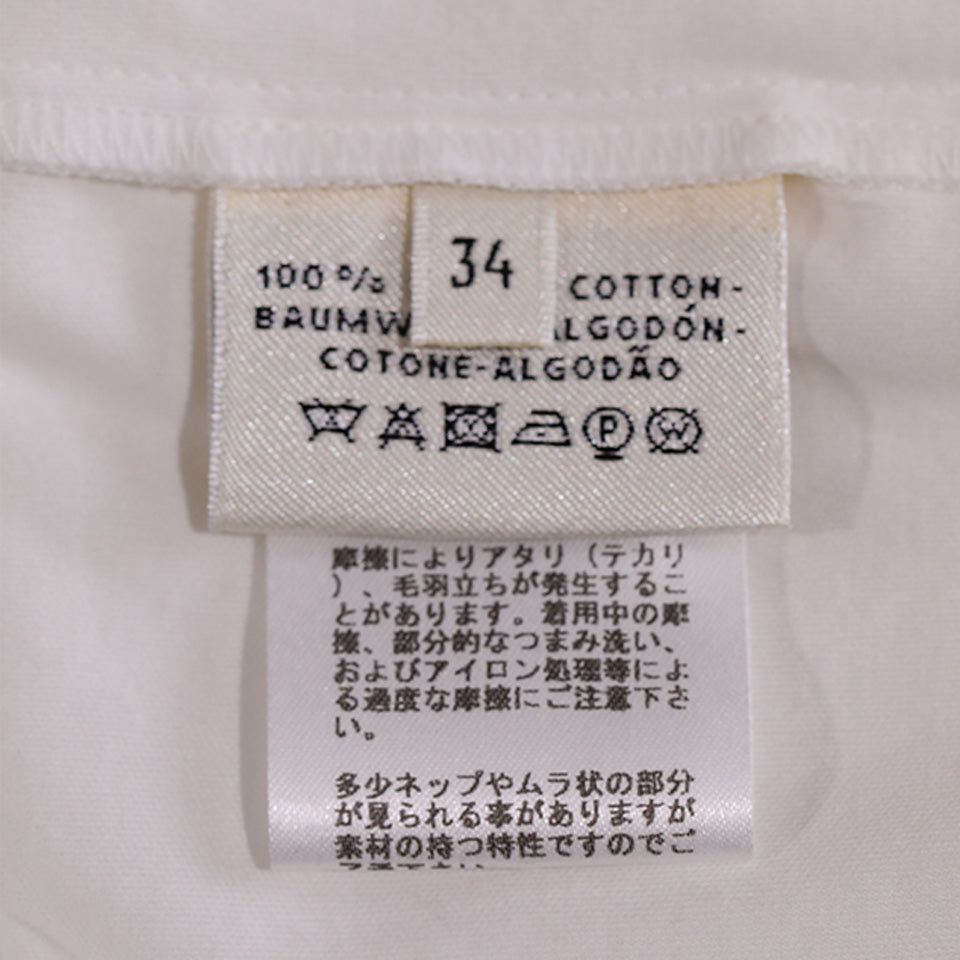 34
100 % COTTON-
ALGODÓN-
COTONE-ALGODÃO
P
W
摩擦によりアタリ（テカリ
）、毛羽立ちが発生するこ
とがあります。着用中の摩
擦、部分的なつまみ洗い、
およびアイロン処理等によ
る過度な摩擦にご注意下さ
い。
多少ネップやムラ状の部分
が見られる事がありますが
素材の持つ特性ですのでご